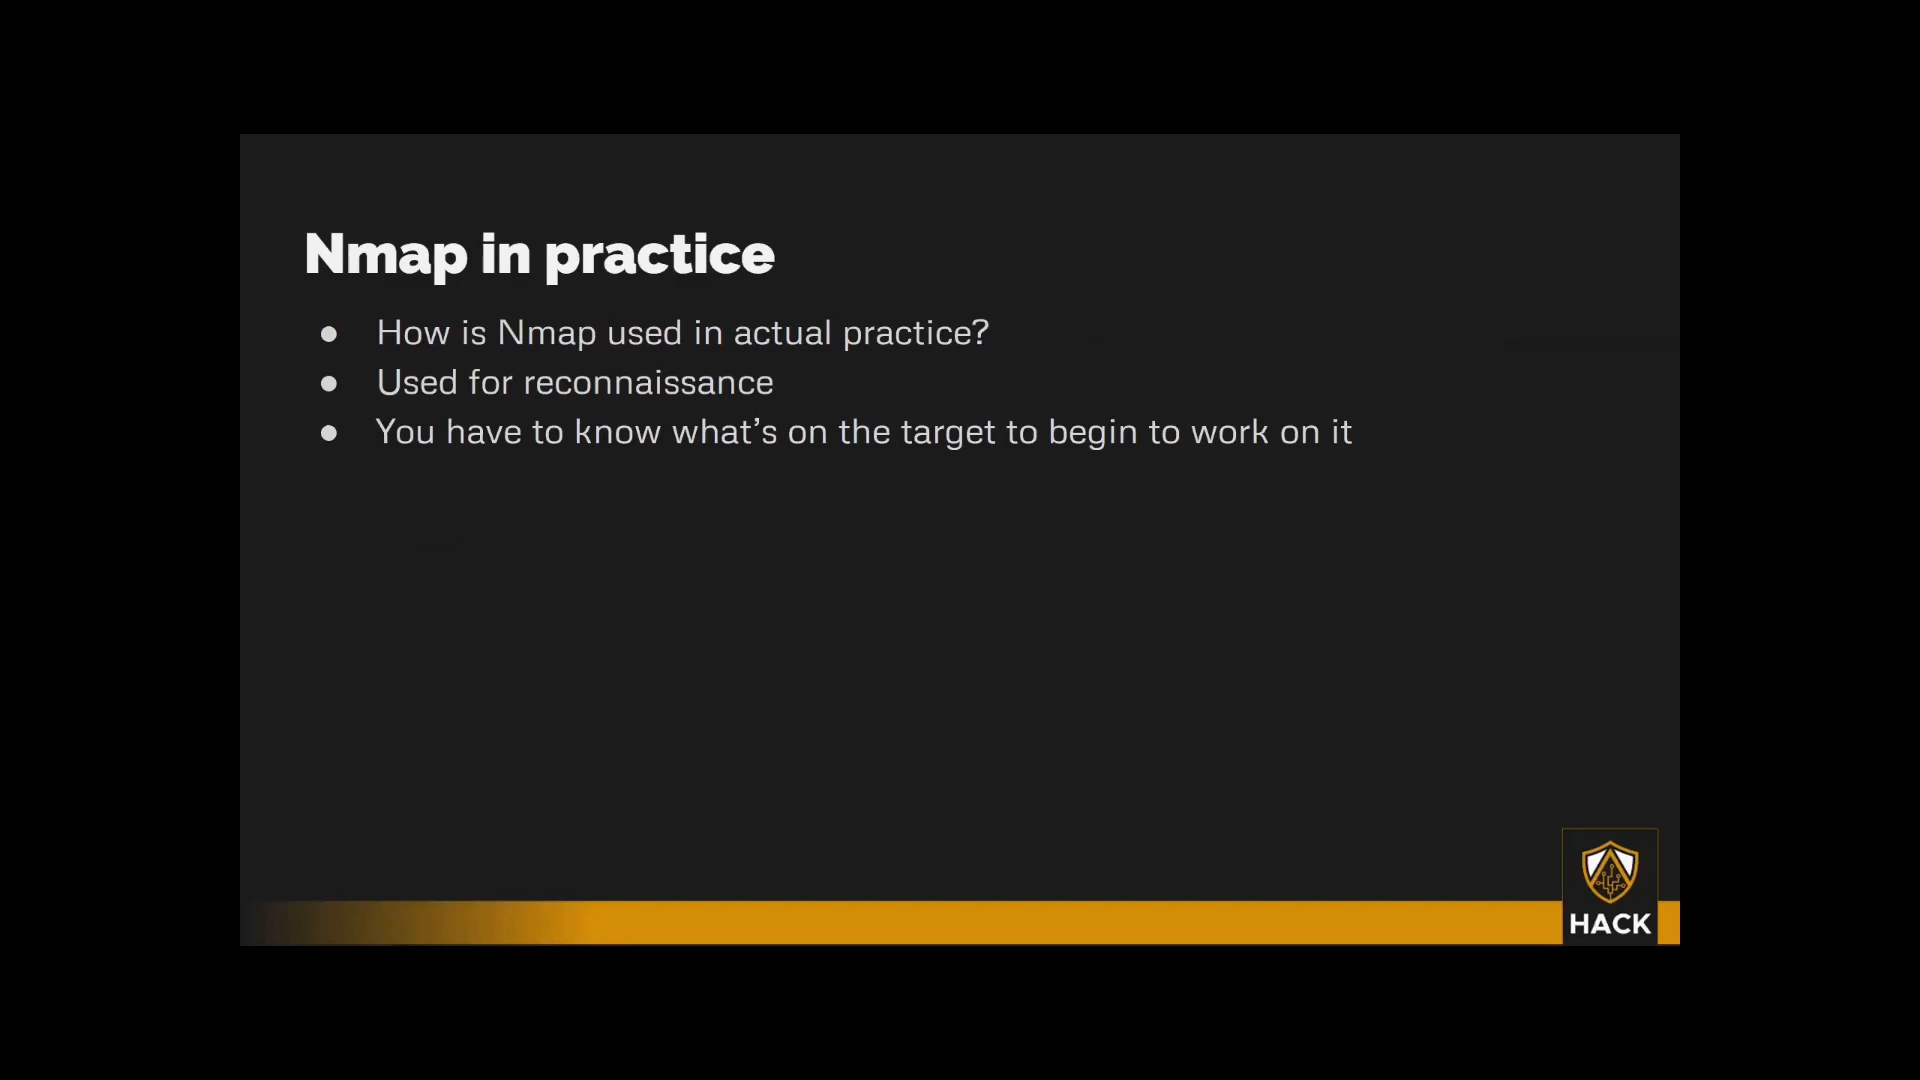 Nmap in practice
● How is Nmap used in actual practice?
● Used for reconnaissance
● You have to know what’s on the target to begin to work on it
HACK